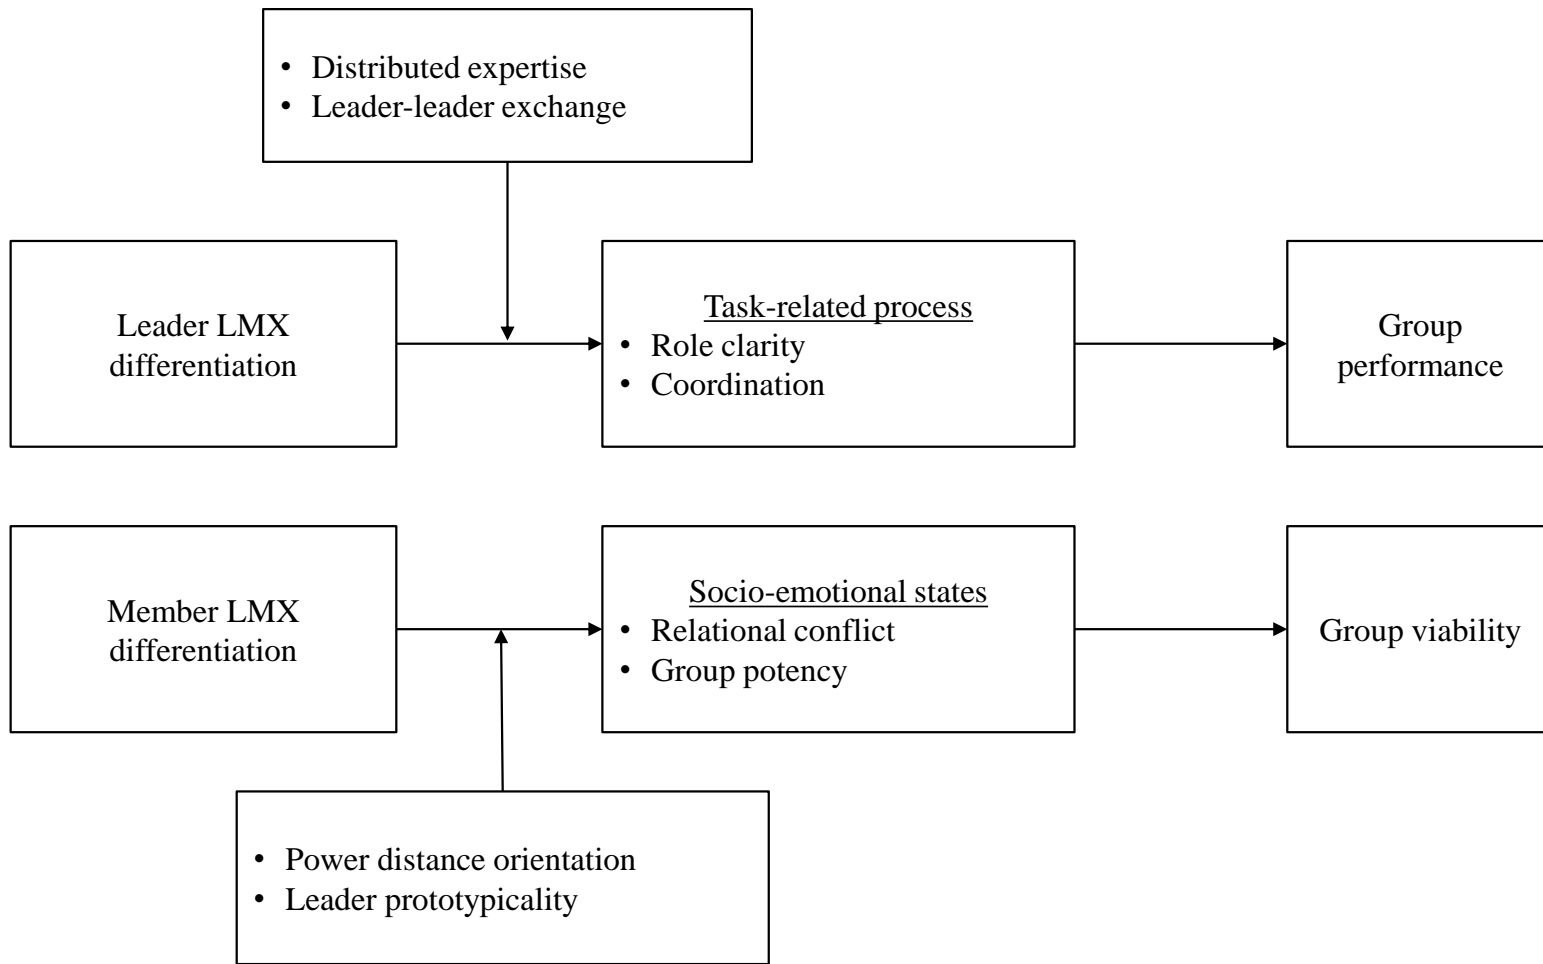 • Distributed expertise
• Leader-leader exchange
Leader LMX
differentiation
Task-related process
• Role clarity
• Coordination
Group
performance
Member LMX
differentiation
Socio-emotional states
• Relational conflict
• Group potency
Group viability
• Power distance orientation
• Leader prototypicality